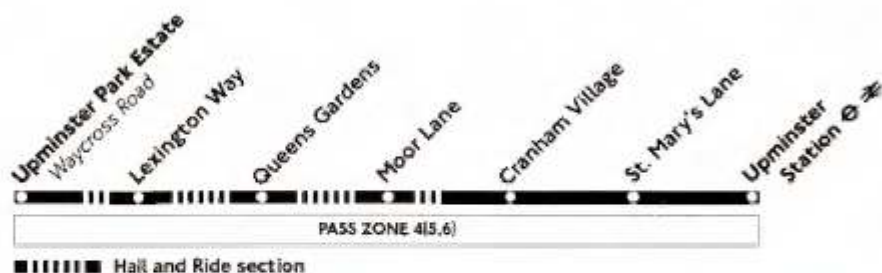 Upminster Park Estate
Waycross Road
Lexington Way
Queens Gardens
Moor Lane
Cranham Village
St. Mary's Lane
Upminster
Station
PASS ZONE 4(5,6)
Hail and Ride section